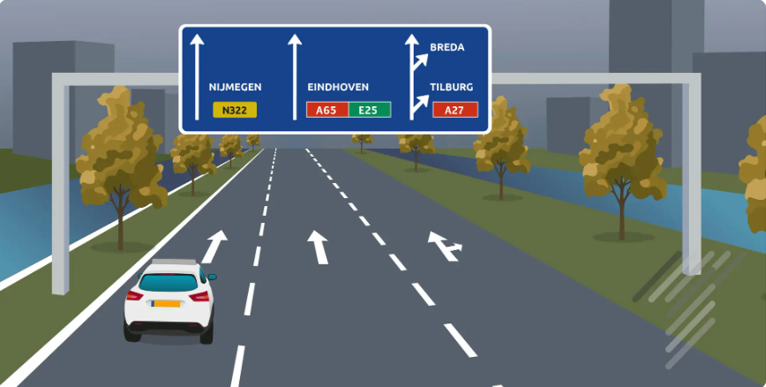 BREDA
NIJMEGEN
EINDHOVEN
TILBURG
N322
A65
E25
A27